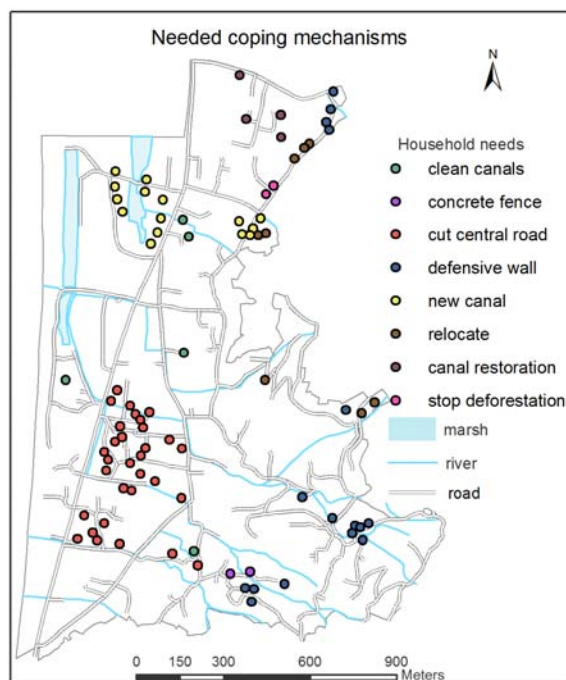 Needed coping mechanisms
N
Household needs
clean canals
concrete fence
cut central road
defensive wall
new canal
relocate
canal restoration
stop deforestation
marsh
river
road
0 150 300 600 900
Meters